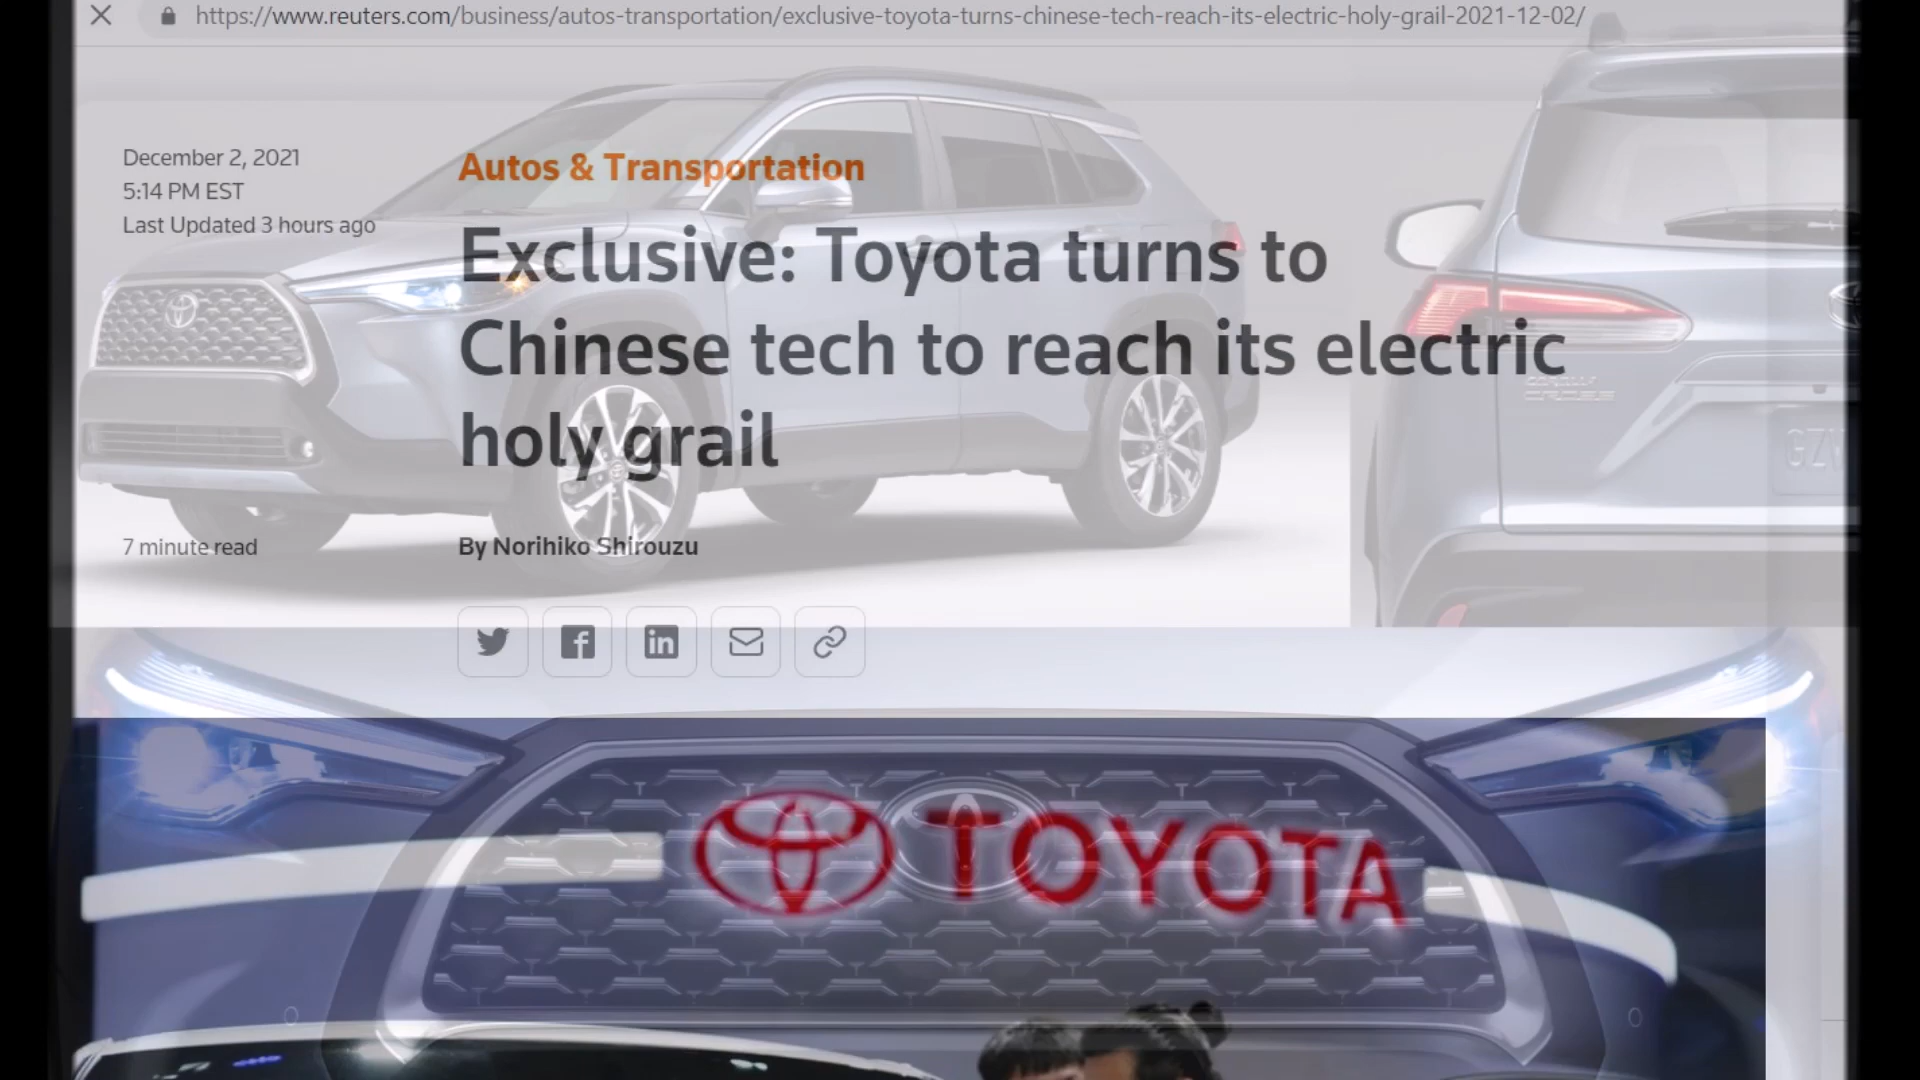 https://www.reuters.com/business/autos-transportation/exclusive-toyota-turns-chinese-tech-reach-its-electric-holy-grail-2021-12-02/
December 2, 2021
5:14 PM EST
Last Updated 3 hours ago
Autos & Transportation
Exclusive: Toyota turns to
Chinese tech to reach its electric
holy grail
7 minute read
By Norihiko Shirouzu
TOYOTA